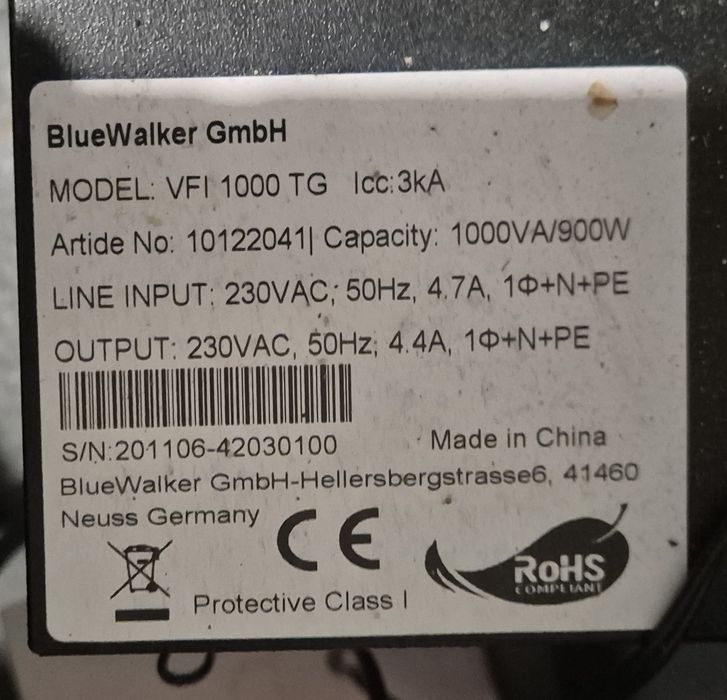 BlueWalker GmbH
MODEL: VFI 1000 TG Icc:3kA
Artide No: 10122041| Capacity: 1000VA/900W
LINE INPUT: 230VAC; 50Hz, 4.7A, 1Φ+N+PE
OUTPUT: 230VAC, 50Hz; 4.4A, 1Φ+N+PE
S/N:201106-42030100 Made in China
BlueWalker GmbH-Hellersbergstrasse6, 41460
Neuss Germany CE
RoHS
COMPLIANT
Protective Class I